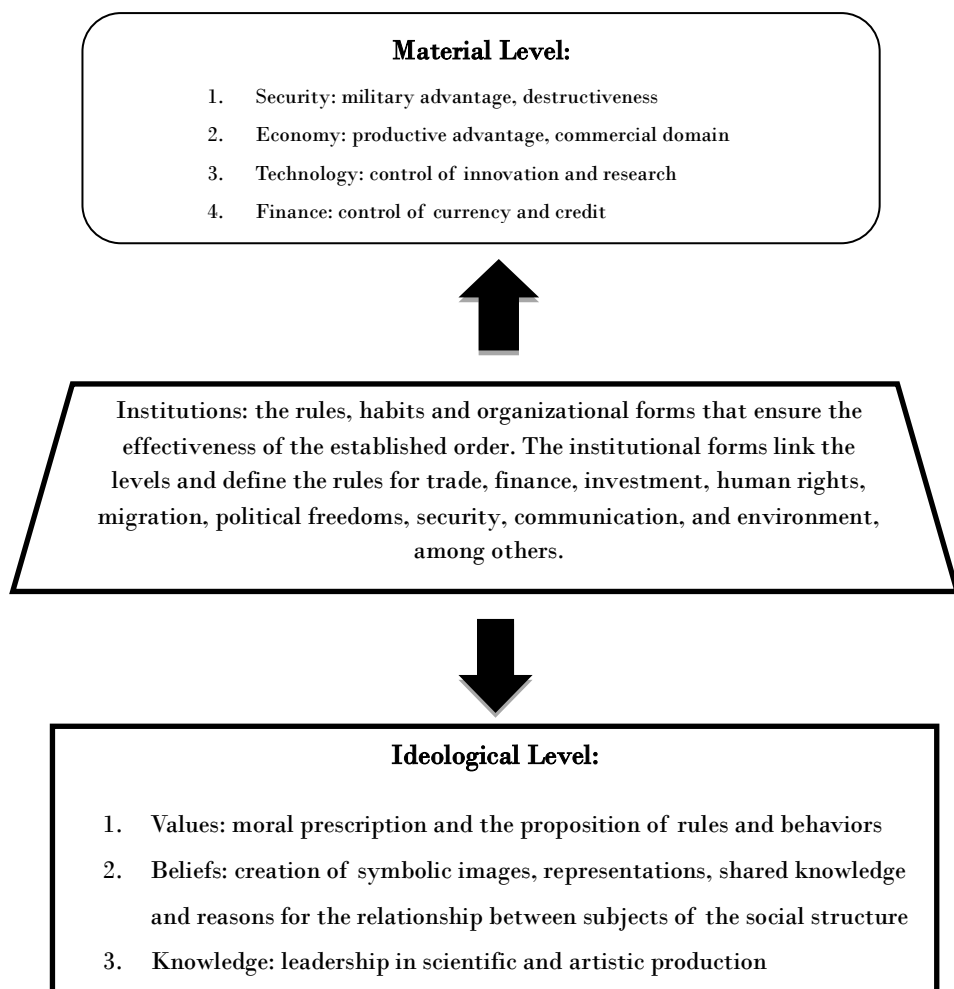 Material Level:
1. Security: military advantage, destructiveness
2. Economy: productive advantage, commercial domain
3. Technology: control of innovation and research
4. Finance: control of currency and credit
Institutions: the rules, habits and organizational forms that ensure the
effectiveness of the established order. The institutional forms link the
levels and define the rules for trade, finance, investment, human rights,
migration, political freedoms, security, communication, and environment,
among others.
Ideological Level:
1. Values: moral prescription and the proposition of rules and behaviors
2. Beliefs: creation of symbolic images, representations, shared knowledge
and reasons for the relationship between subjects of the social structure
3. Knowledge: leadership in scientific and artistic production